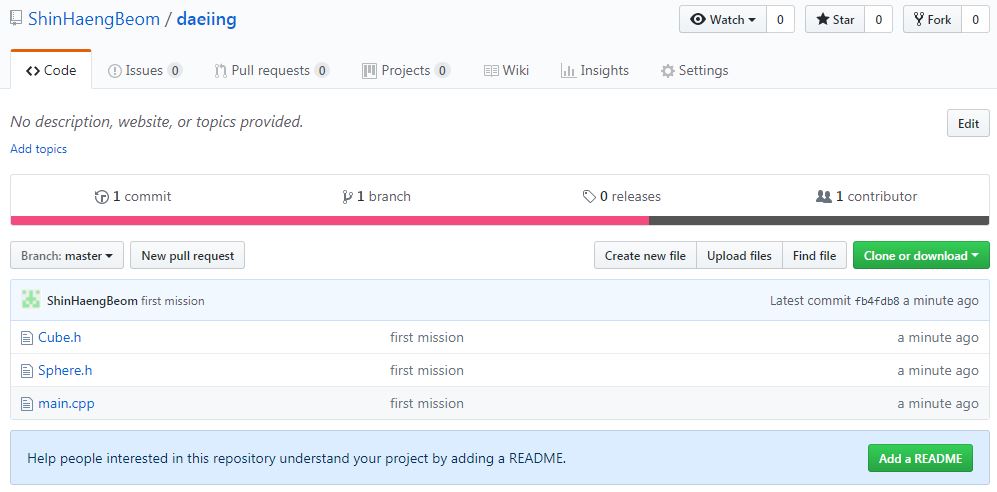 ShinHaengBeom / daeiing Watch 0 Star 0 Fork 0
Code Issues 0 Pull requests 0 Projects 0 Wiki Insights Settings
No description, website, or topics provided. Edit
Add topics
1 commit 1 branch 0 releases 1 contributor
Branch: master New pull request Create new file Upload files Find file Clone or download
ShinHaengBeom first mission Latest commit fb4fdb8 a minute ago
Cube.h first mission a minute ago
Sphere.h first mission a minute ago
main.cpp first mission a minute ago
Help people interested in this repository understand your project by adding a README. Add a README